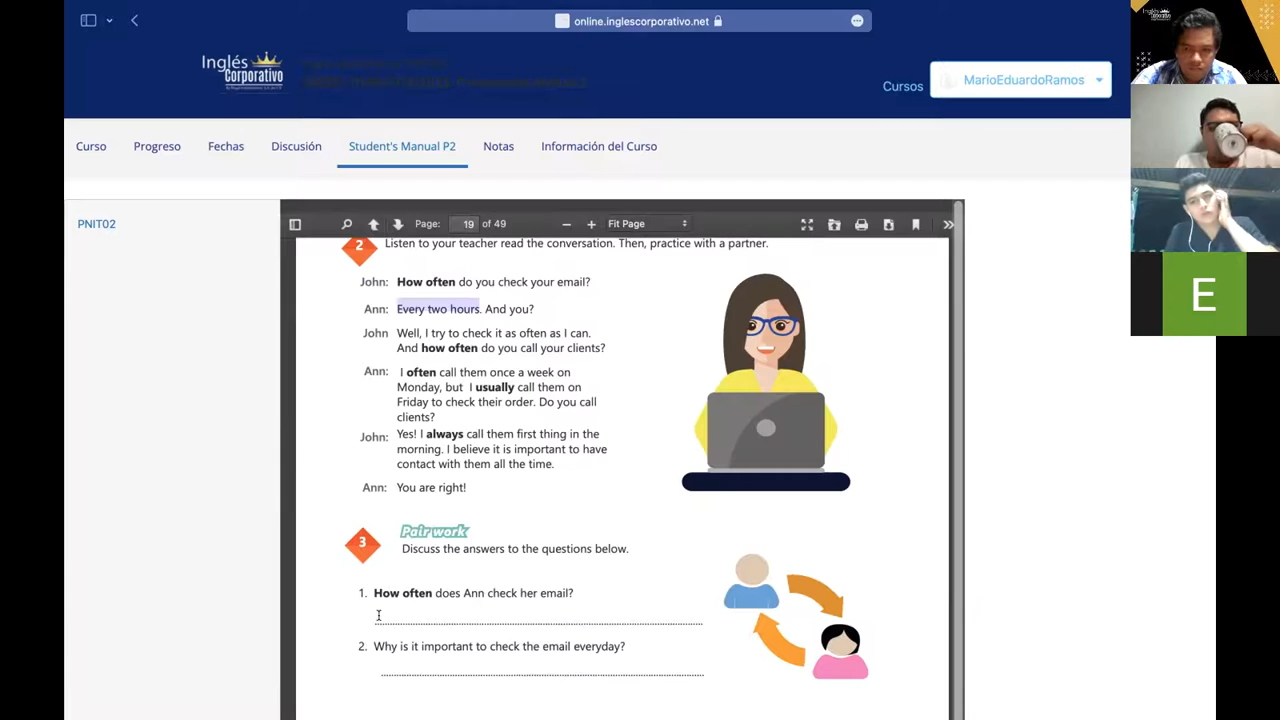 online.inglescorporativo.net
Inglés
Corporativo
Cursos
MarioEduardoRamos
Curso
Progreso
Fechas
Discusión
Student's Manual P2
Notas
Información del Curso
PNIT02
Page: 19 of 49
Fit Page
2 Listen to your teacher read the conversation. Then, practice with a partner.
John: How often do you check your email?
Ann: Every two hours. And you?
John Well, I try to check it as often as I can.
And how often do you call your clients?
Ann: I often call them once a week on
Monday, but I usually call them on
Friday to check their order. Do you call
clients?
John: Yes! I always call them first thing in the
morning. I believe it is important to have
contact with them all the time.
Ann: You are right!
3 Pair work
Discuss the answers to the questions below.
1. How often does Ann check her email?
2. Why is it important to check the email everyday?
E